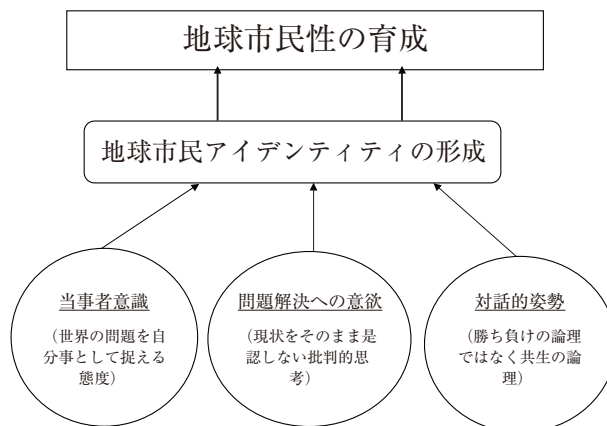 地球市民性の育成
地球市民アイデンティティの形成
当事者意識
（世界の問題を自
分事として捉える
態度）
問題解決への意欲
（現状をそのまま是
認しない批判的思
考）
対話的姿勢
（勝ち負けの論理
ではなく共生の論
理）